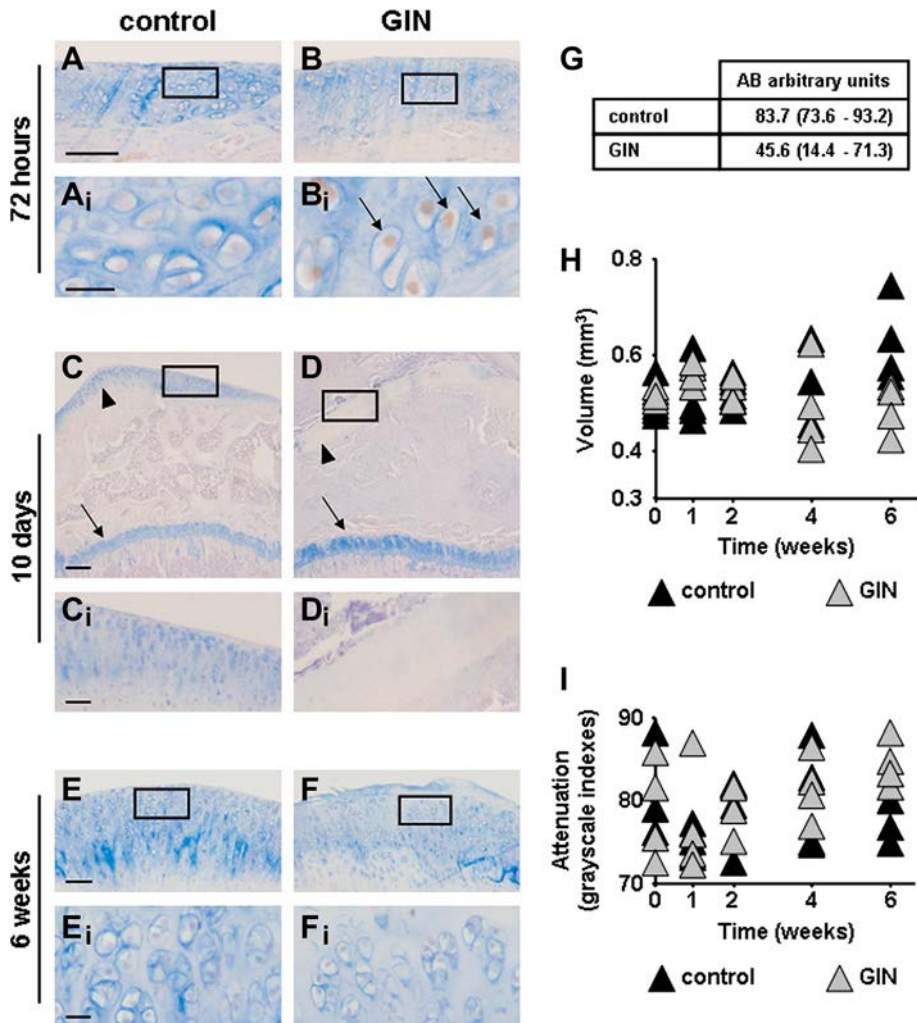 control
GIN
72 hours
A
B
Ai
Bi
10 days
C
D
Ci
Di
6 weeks
E
F
Ei
Fi
G
AB arbitrary units
control 83.7 (73.6 - 93.2)
GIN 45.6 (14.4 - 71.3)
H
Volume (mm³)
0.8
0.6
0.4
0.3
0 1 2 4 6
Time (weeks)
control GIN
I
Attenuation
(grayscale indexes)
90
80
70
0 1 2 4 6
Time (weeks)
control GIN